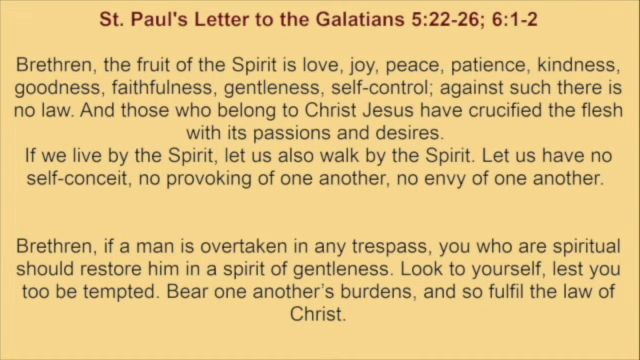 St. Paul's Letter to the Galatians 5:22-26; 6:1-2
Brethren, the fruit of the Spirit is love, joy, peace, patience, kindness,
goodness, faithfulness, gentleness, self-control; against such there is
no law. And those who belong to Christ Jesus have crucified the flesh
with its passions and desires.
If we live by the Spirit, let us also walk by the Spirit. Let us have no
self-conceit, no provoking of one another, no envy of one another.
Brethren, if a man is overtaken in any trespass, you who are spiritual
should restore him in a spirit of gentleness. Look to yourself, lest you
too be tempted. Bear one another’s burdens, and so fulfil the law of
Christ.